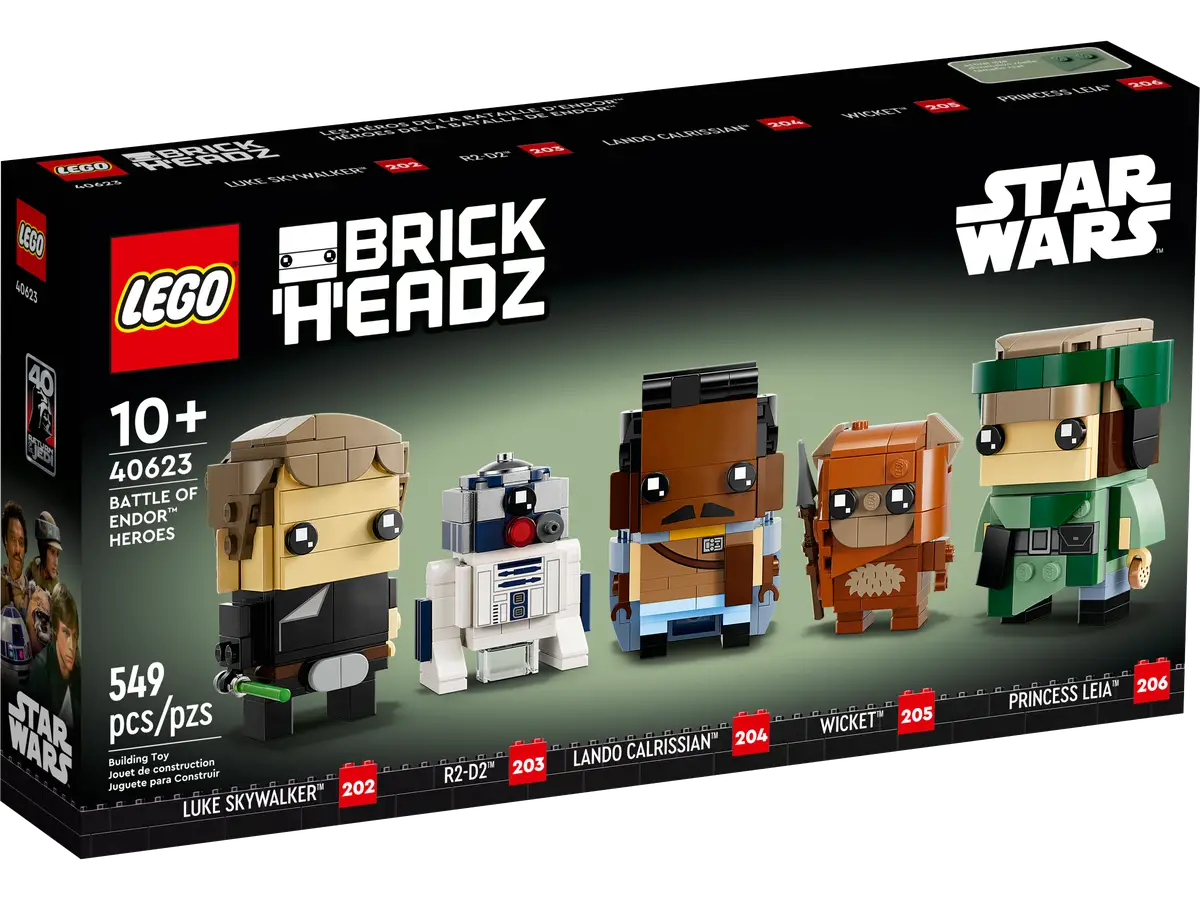 LEGO
40623
BRICK
HEADZ
LES HÉROS DE LA BATAILLE D'ENDOR™
HÉROES DE LA BATALLA DE ENDOR™
LUKE SKYWALKER™ 202
R2-D2™ 203
LANDO CALRISSIAN™ 204
WICKET™ 205
PRINCESS LEIA™ 206
LEGO
40623
40
STAR
WARS
LEGO®
BRICK
HEADZ
STAR
WARS™
10+
40623
BATTLE OF
ENDOR™
HEROES
549
pcs/pzs
Building Toy
Jouet de construction
Juguete para Construir
LUKE SKYWALKER™ 202
R2-D2™ 203
LANDO CALRISSIAN™ 204
WICKET™ 205
PRINCESS LEIA™ 206